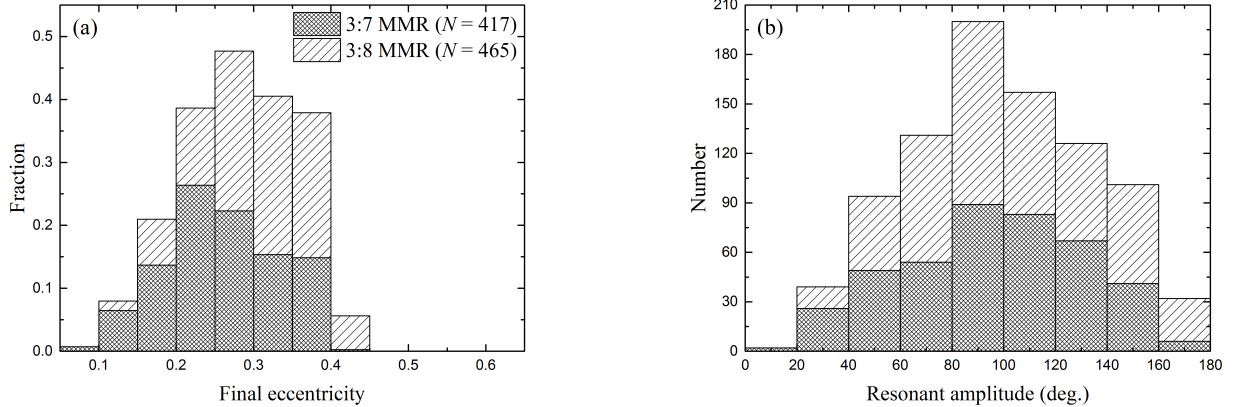 (a)
3:7 MMR (N = 417)
3:8 MMR (N = 465)
0.5
0.4
0.3
0.2
0.1
0.0
Fraction
0.1 0.2 0.3 0.4 0.5 0.6
Final eccentricity
(b)
210
180
150
120
90
60
30
0
Number
0 20 40 60 80 100 120 140 160 180
Resonant amplitude (deg.)